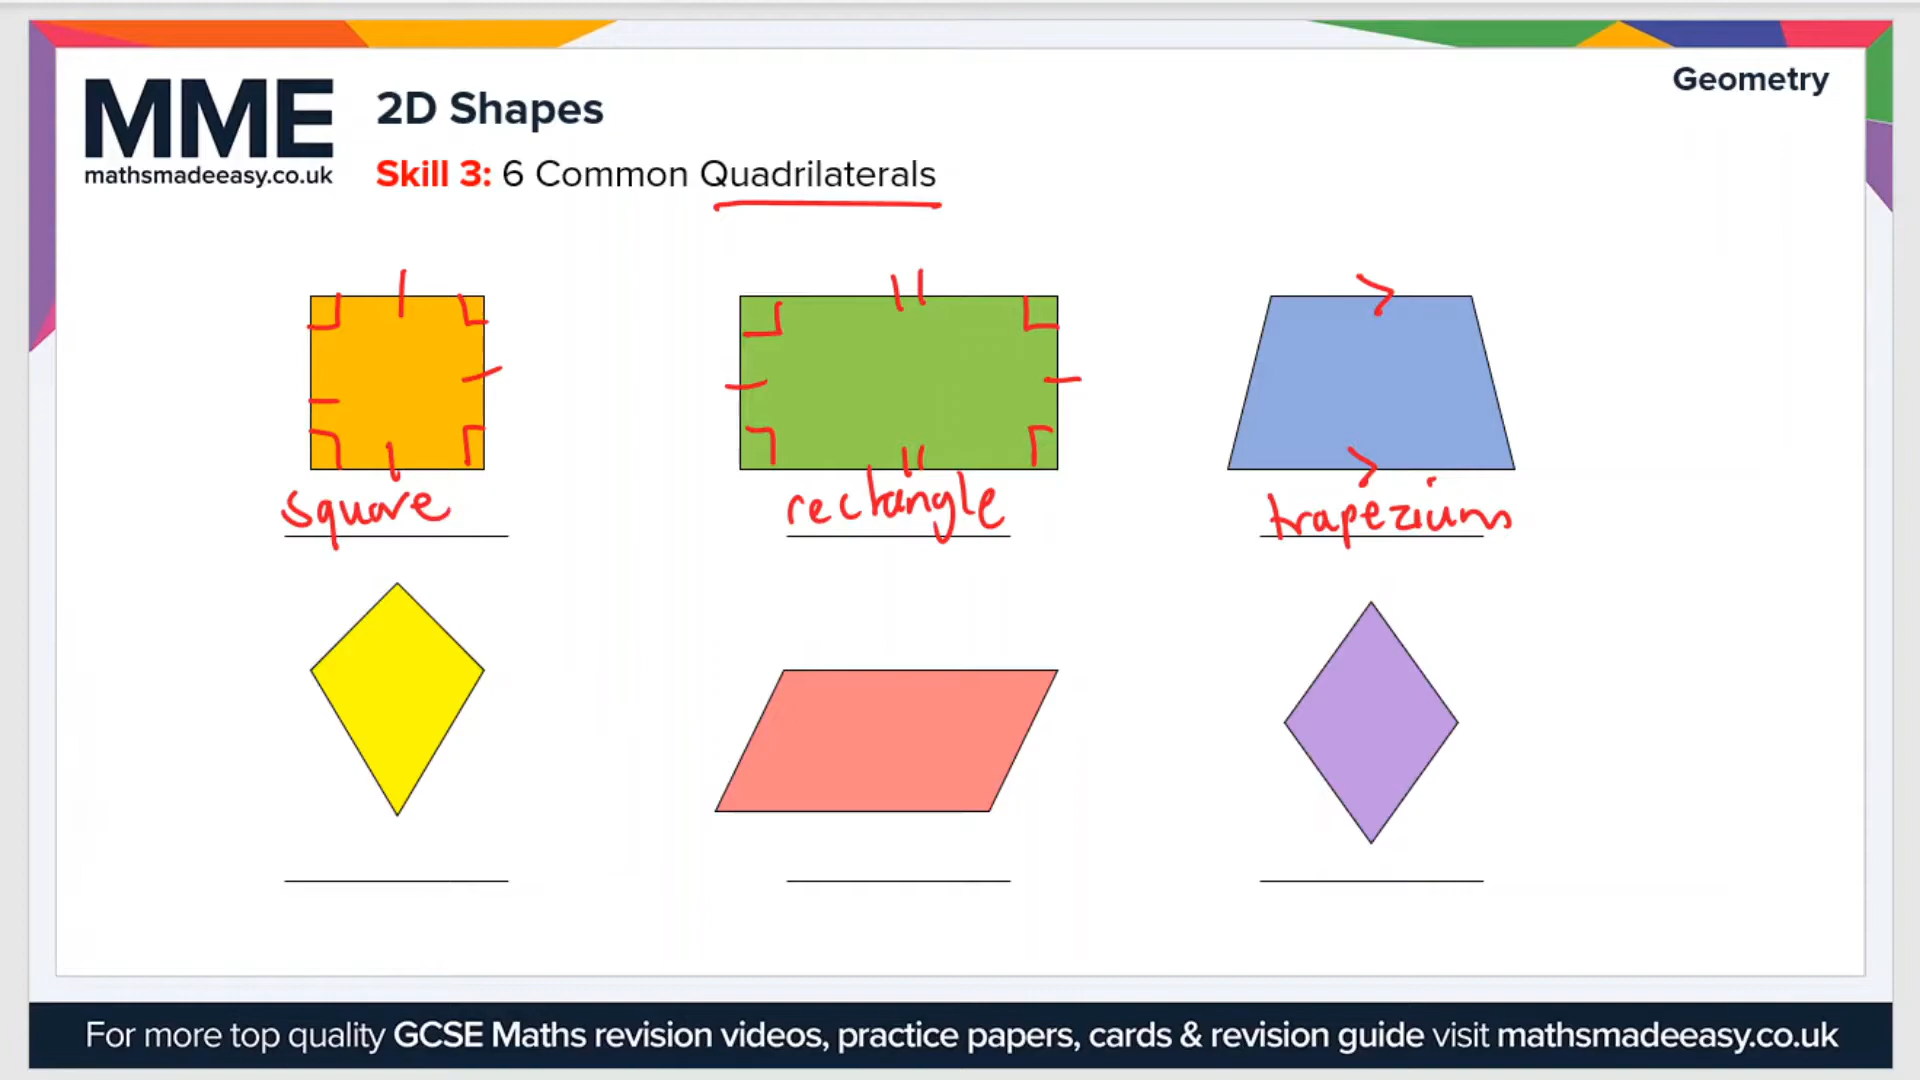 Geometry
MME
mathsmadeeasy.co.uk
2D Shapes
Skill 3: 6 Common Quadrilaterals
square
rectangle
trapezium
For more top quality GCSE Maths revision videos, practice papers, cards & revision guide visit mathsmadeeasy.co.uk